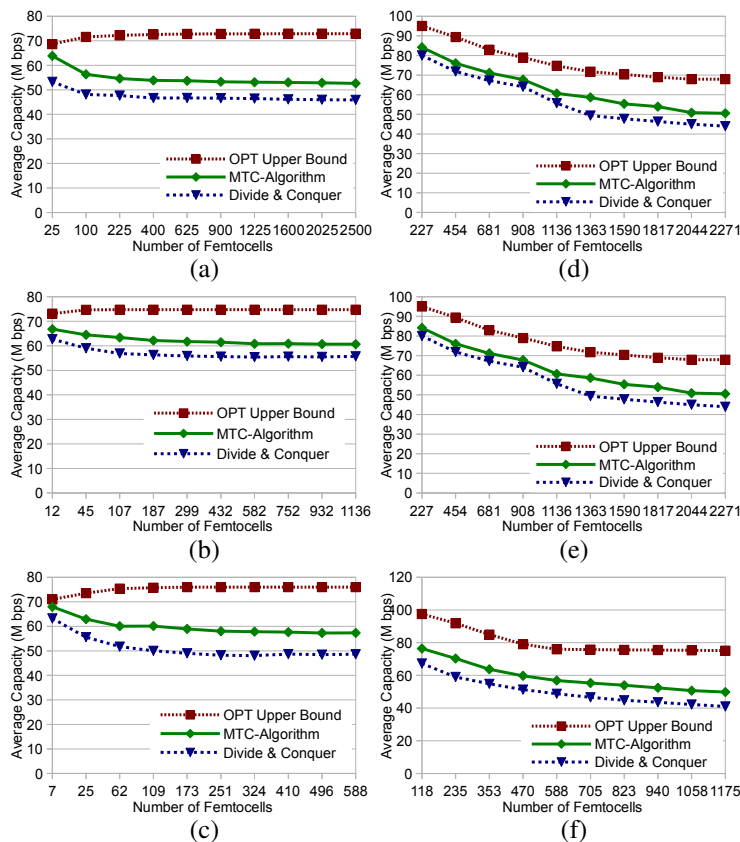 Average Capacity (M bps)
80
70
60
50
40
30
20
10
0
OPT Upper Bound
MTC-Algorithm
Divide & Conquer
25 100 225 400 625 900 1225 1600 2025 2500
Number of Femtocells
(a)
Average Capacity (M bps)
100
90
80
70
60
50
40
30
20
10
0
OPT Upper Bound
MTC-Algorithm
Divide & Conquer
227 454 681 908 1136 1363 1590 1817 2044 2271
Number of Femtocells
(d)
Average Capacity (M bps)
80
70
60
50
40
30
20
10
0
OPT Upper Bound
MTC-Algorithm
Divide & Conquer
12 45 107 187 299 432 582 752 932 1136
Number of Femtocells
(b)
Average Capacity (M bps)
100
90
80
70
60
50
40
30
20
10
0
OPT Upper Bound
MTC-Algorithm
Divide & Conquer
227 454 681 908 1136 1363 1590 1817 2044 2271
Number of Femtocells
(e)
Average Capacity (M bps)
80
70
60
50
40
30
20
10
0
OPT Upper Bound
MTC-Algorithm
Divide & Conquer
7 25 62 109 173 251 324 410 496 588
Number of Femtocells
(c)
Average Capacity (M bps)
120
100
80
60
40
20
0
OPT Upper Bound
MTC-Algorithm
Divide & Conquer
118 235 353 470 588 705 823 940 1058 1175
Number of Femtocells
(f)